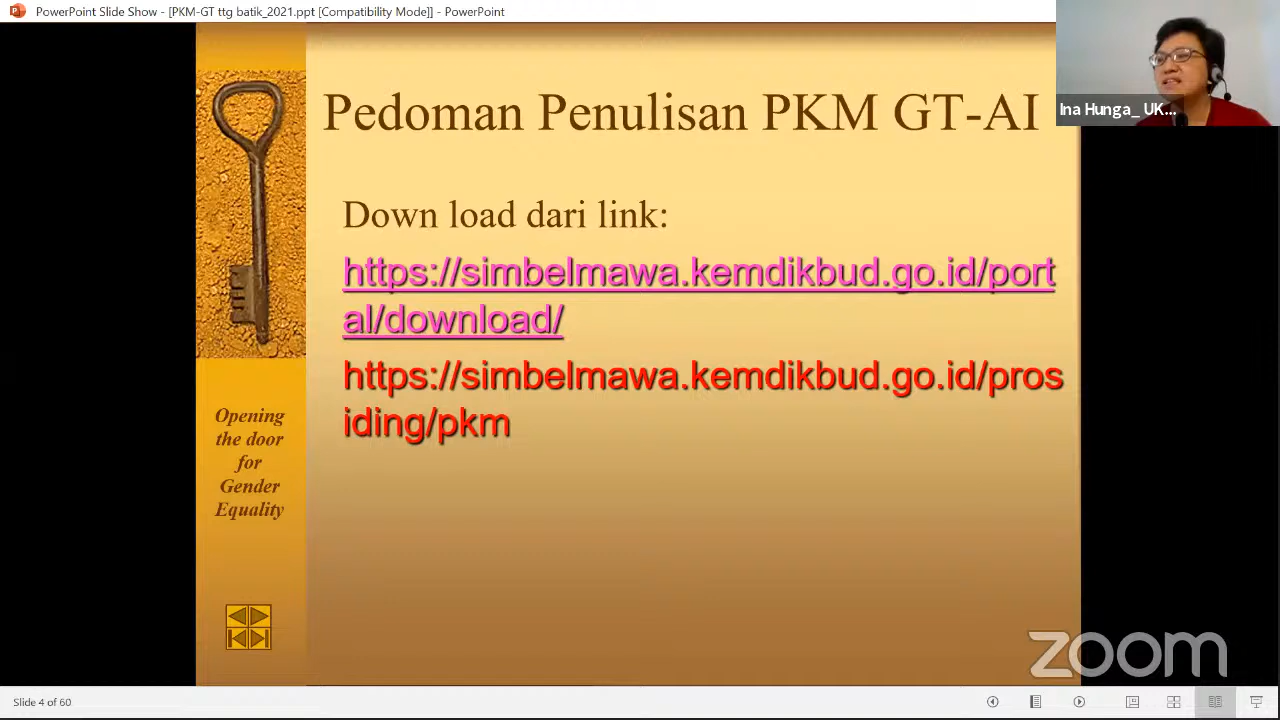 PowerPoint Slide Show - [PKM-GT ttg batik_2021.ppt [Compatibility Mode]] - PowerPoint
Ina Hunga_ UK...
Pedoman Penulisan PKM GT-AI
Down load dari link:
https://simbelmawa.kemdikbud.go.id/port
al/download/
https://simbelmawa.kemdikbud.go.id/pros
iding/pkm
Opening
the door
for
Gender
Equality
zoom
Slide 4 of 60